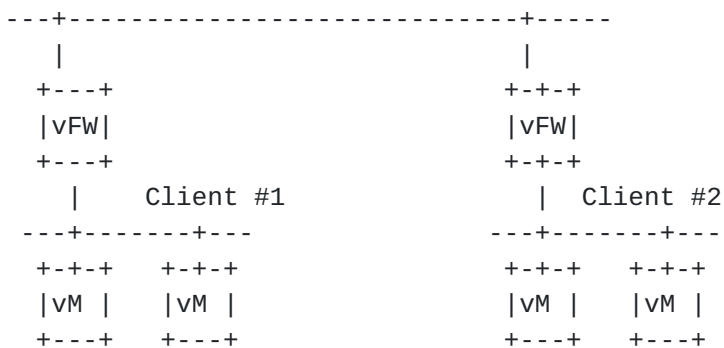 ---+----------------------------+-----
   |                            |
 +---+                        +-+-+
 |vFW|                        |vFW|
 +---+                        +-+-+
    |    Client #1               |  Client #2
---+-------+---              ---+-------+---
 +-+-+   +-+-+                +-+-+   +-+-+
 |vM |   |vM |                |vM |   |vM |
 +---+   +---+                +---+   +---+